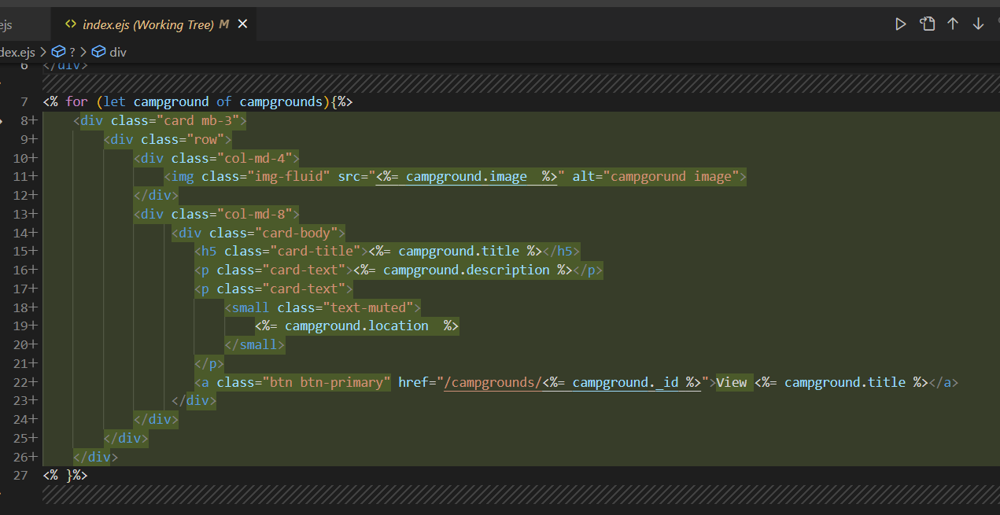 ejs
<> index.ejs (Working Tree) M ×
dex.ejs > ? > div
6 </div>
7 <% for (let campground of campgrounds){%>
8+ <div class="card mb-3">
9+ <div class="row">
10+ <div class="col-md-4">
11+ <img class="img-fluid" src="<%= campground.image  %>" alt="campgorund image">
12+ </div>
13+ <div class="col-md-8">
14+ <div class="card-body">
15+ <h5 class="card-title"><%= campground.title %></h5>
16+ <p class="card-text"><%= campground.description %></p>
17+ <p class="card-text">
18+ <small class="text-muted">
19+ <%= campground.location  %>
20+ </small>
21+ </p>
22+ <a class="btn btn-primary" href="/campgrounds/<%= campground._id %>">View <%= campground.title %></a>
23+ </div>
24+ </div>
25+ </div>
26+ </div>
27 <% }%>